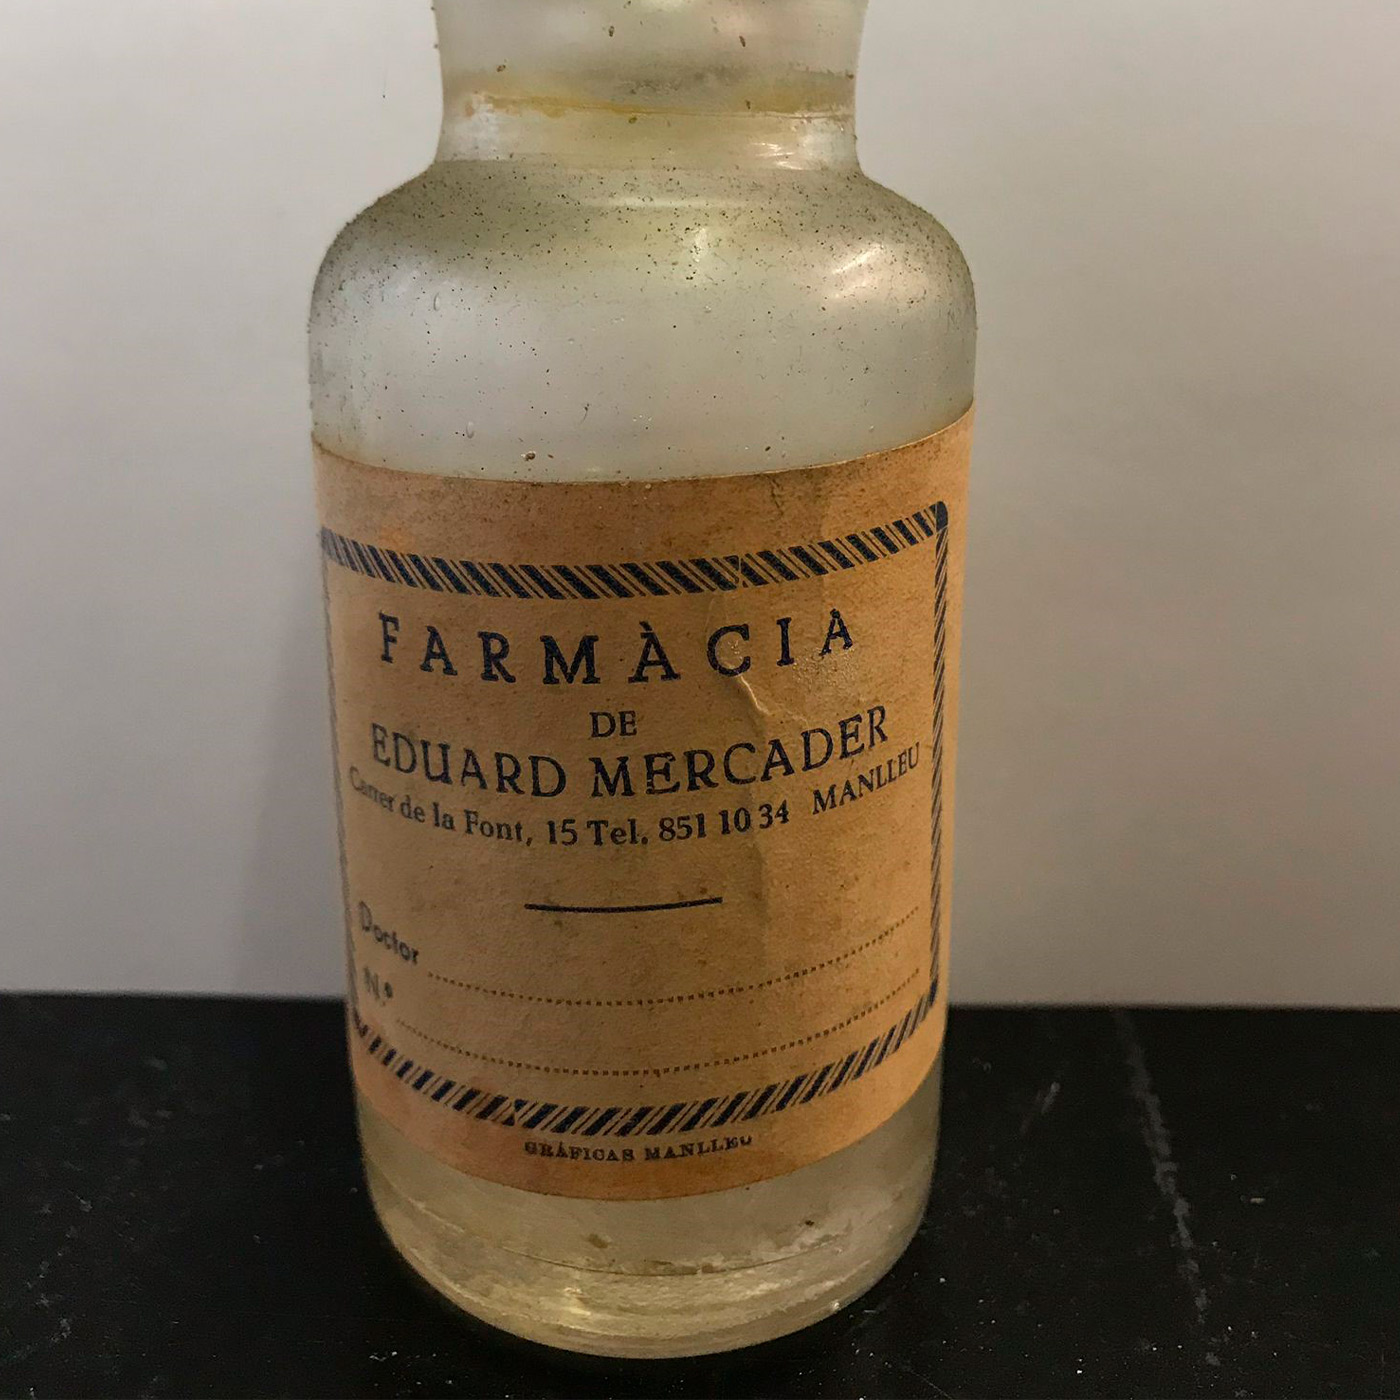 FARMÀCIA
DE
EDUARD MERCADER
Carrer de la Font, 15 Tel. 851 10 34 MANLLEU
Doctor
N.º
GRÁFICAS MANLLEU